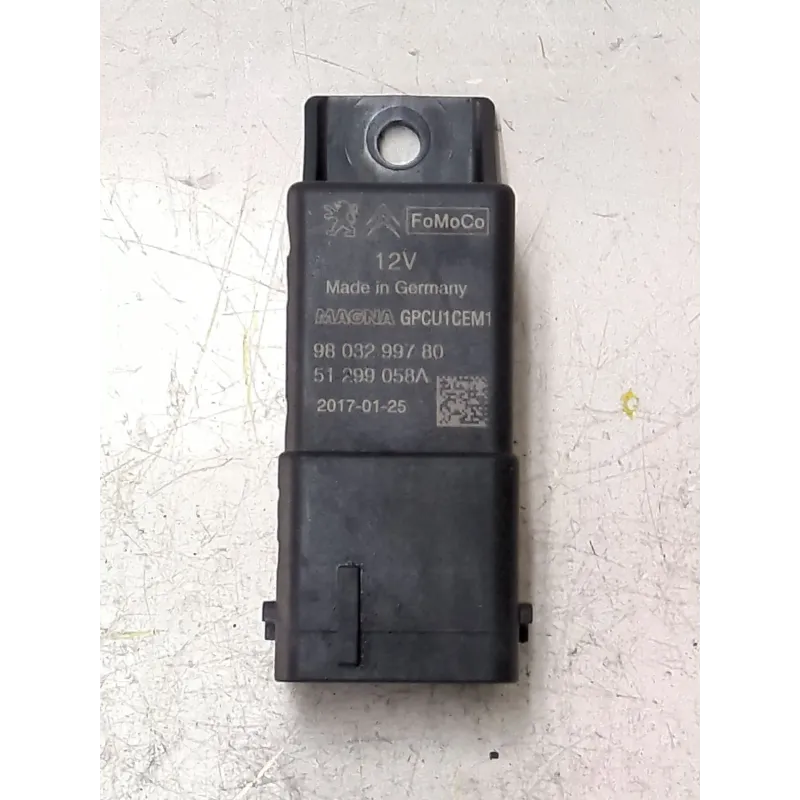 FoMoCo
12V
Made in Germany
MAGNA GPCU1CEM1
98 032 997 80
51 299 058A
2017-01-25